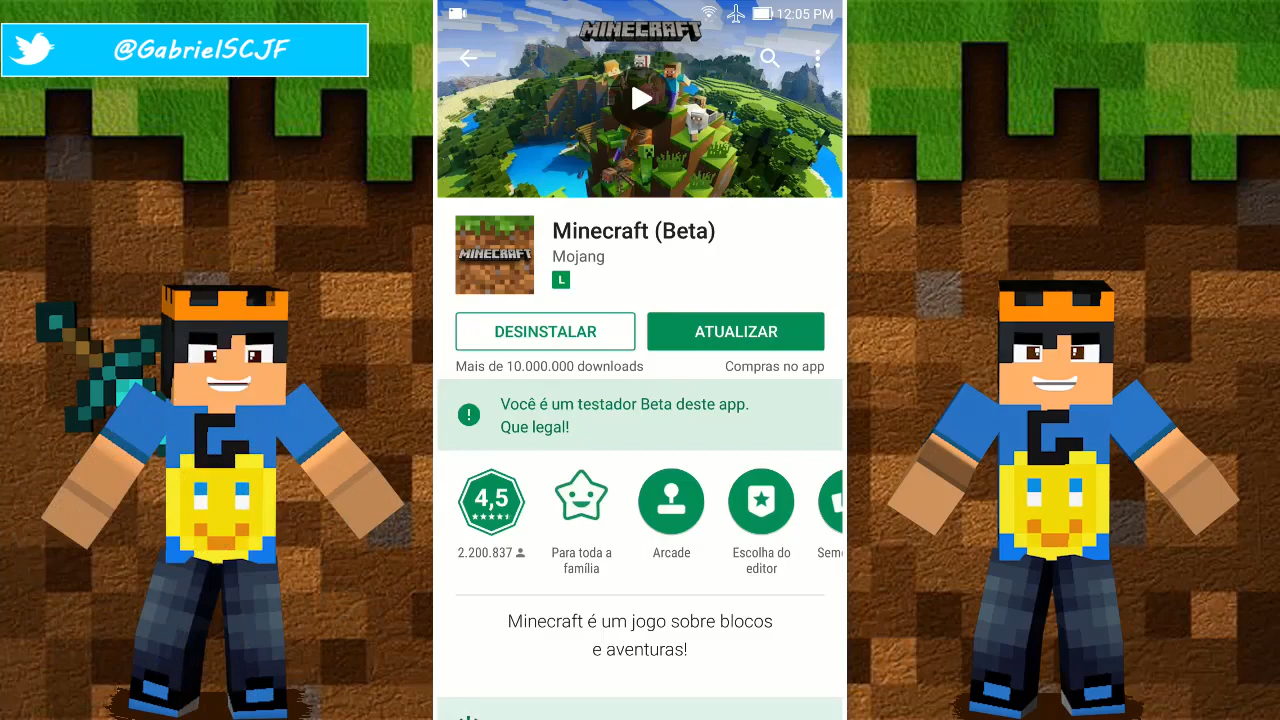 @GabrielSCJF
12:05 PM
MINECRAFT
MINECRAFT
Minecraft (Beta)
Mojang
L
DESINSTALAR
ATUALIZAR
Mais de 10.000.000 downloads
Compras no app
Você é um testador Beta deste app.
Que legal!
4,5
2.200.837
Para toda a
família
Arcade
Escolha do
editor
Seme
Minecraft é um jogo sobre blocos
e aventuras!